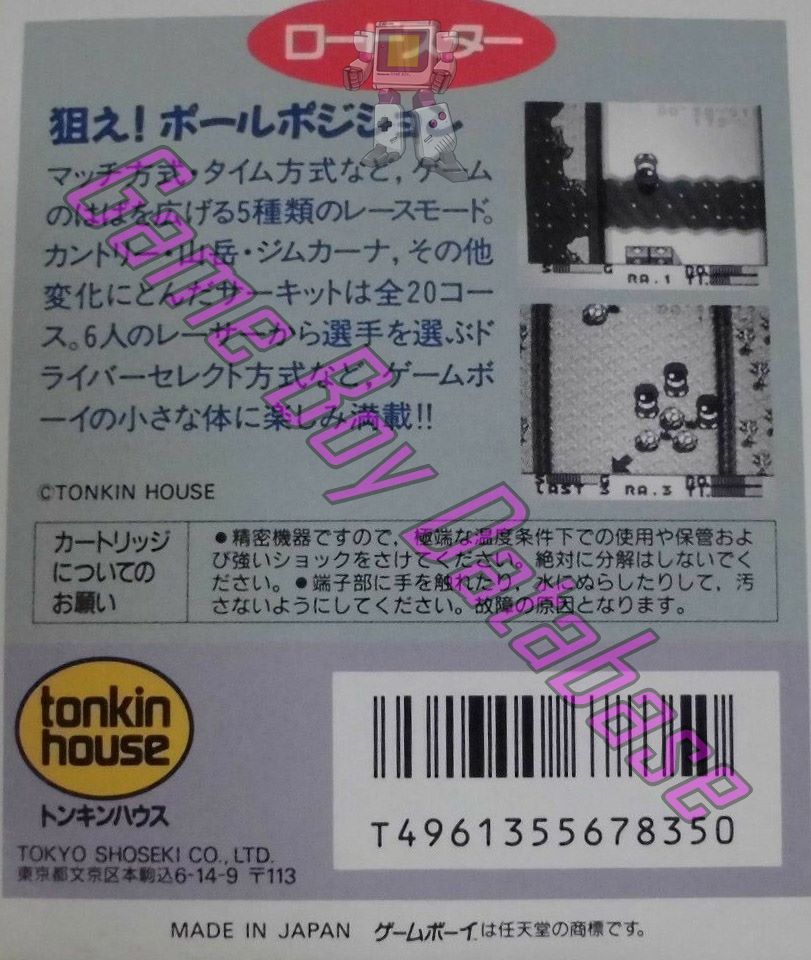 狙え!ポールポジション
マッチ方式・タイム方式など,ゲーム
のはばを広げる5種類のレースモード。
カントリー・山岳・ジムカーナ,その他
変化にとんだサーキットは全20コー
ス。6人のレーサーから選手を選ぶド
ライバーセレクト方式など,ゲームボ
ーイの小さな体に楽しみ満載!!
©TONKIN HOUSE
RA.1
LAST 3 RA.3
カートリッジ
についての
お願い
●精密機器ですので、極端な温度条件下での使用や保管およ
び強いショックをさけてください。絶対に分解はしないでく
ださい。●端子部に手を触れたり,水にぬらしたりして,汚
さないようにしてください。故障の原因となります。
Game Boy Database
tonkin
house
トンキンハウス
TOKYO SHOSEKI CO., LTD.
東京都文京区本駒込6-14-9 〒113
T4961355678350
MADE IN JAPAN ゲームボーイは任天堂の商標です。